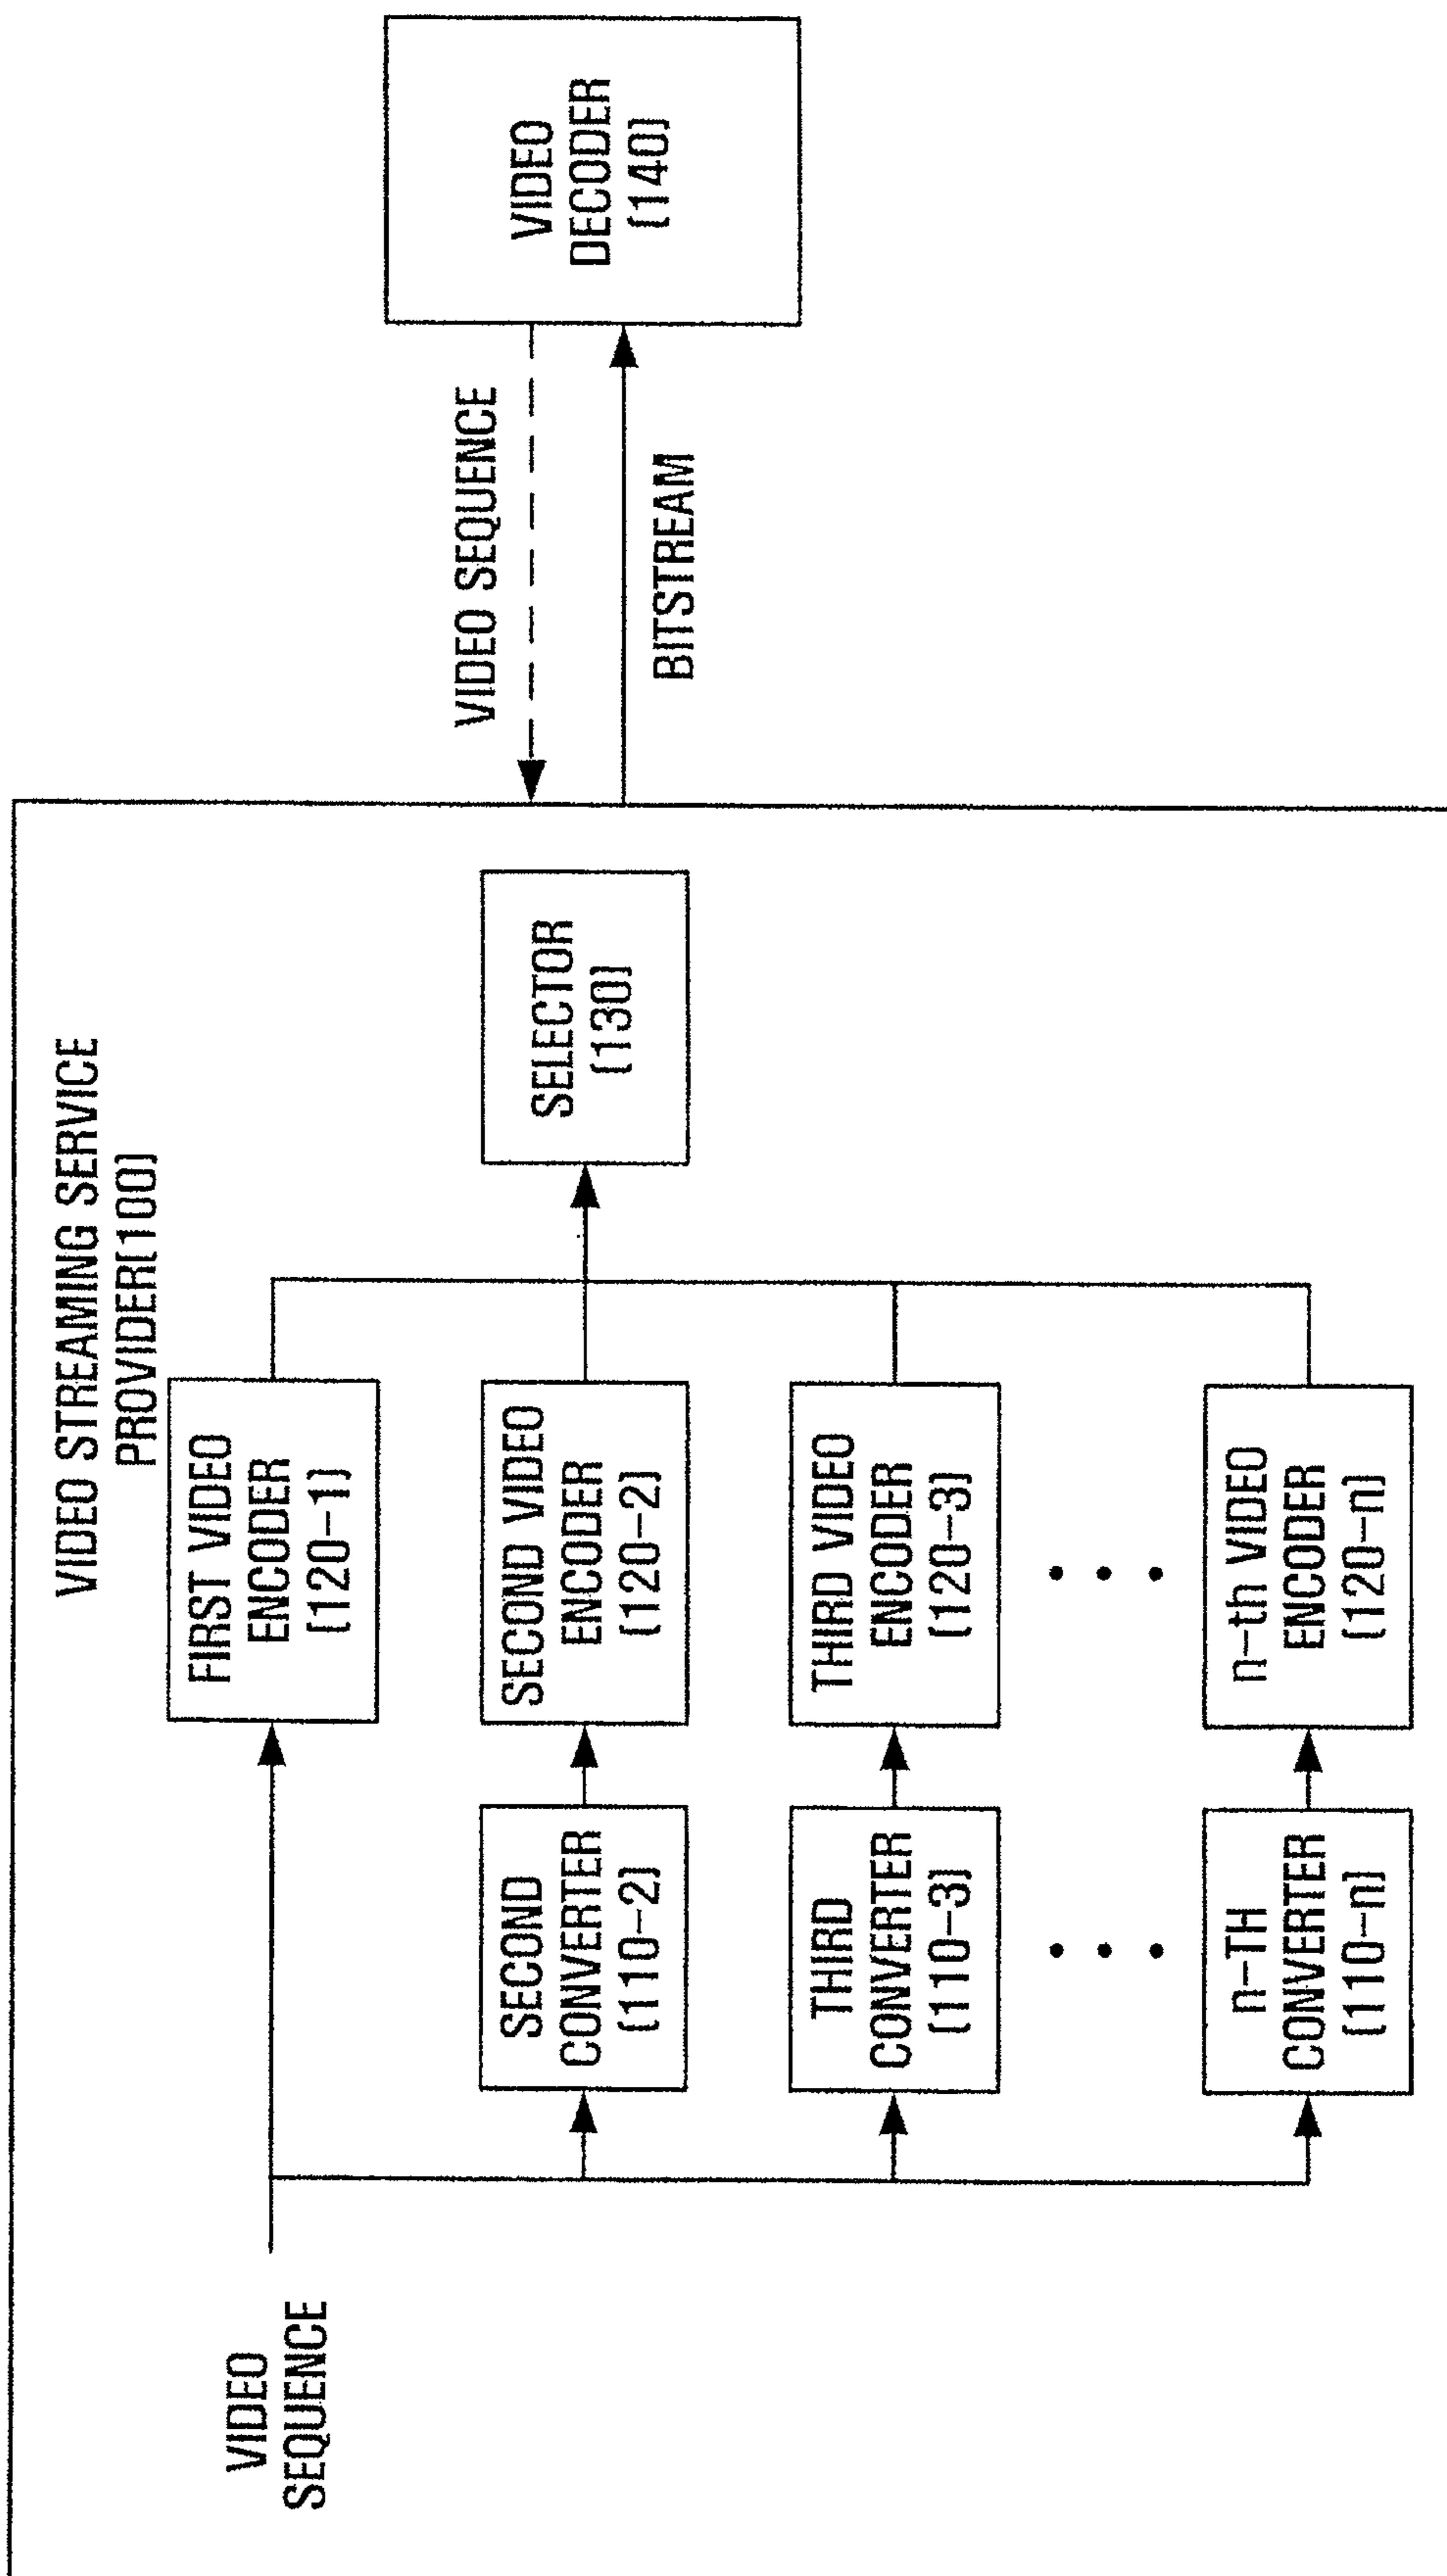 VIDEO STREAMING SERVICE
PROVIDER(100)
VIDEO
SEQUENCE
FIRST VIDEO
ENCODER
(120-1)
SECOND
CONVERTER
(110-2)
SECOND VIDEO
ENCODER
(120-2)
THIRD
CONVERTER
(110-3)
THIRD VIDEO
ENCODER
(120-3)
n-TH
CONVERTER
(110-n)
n-th VIDEO
ENCODER
(120-n)
SELECTOR
(130)
VIDEO SEQUENCE
BITSTREAM
VIDEO
DECODER
(140)